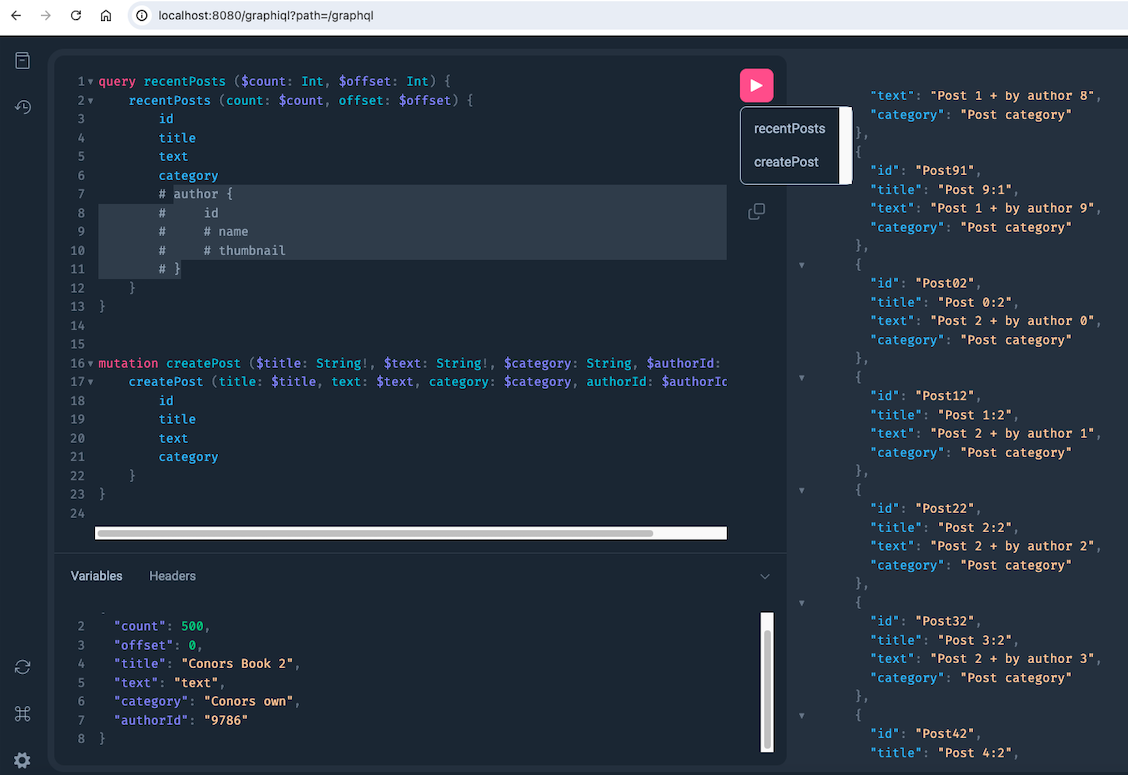 localhost:8080/graphiql?path=/graphql
1 query recentPosts ($count: Int, $offset: Int) {
2 recentPosts (count: $count, offset: $offset) {
3 id
4 title
5 text
6 category
7 # author {
8 # id
9 # # name
10 # # thumbnail
11 # }
12 }
13 }
14
15
16 mutation createPost ($title: String!, $text: String!, $category: String, $authorId:
17 createPost (title: $title, text: $text, category: $category, authorId: $authorId
18 id
19 title
20 text
21 category
22 }
23 }
24
recentPosts
createPost
Variables Headers
2 "count": 500,
3 "offset": 0,
4 "title": "Conors Book 2",
5 "text": "text",
6 "category": "Conors own",
7 "authorId": "9786"
8 }
"text": "Post 1 + by author 8",
"category": "Post category"
},
{
"id": "Post91",
"title": "Post 9:1",
"text": "Post 1 + by author 9",
"category": "Post category"
},
{
"id": "Post02",
"title": "Post 0:2",
"text": "Post 2 + by author 0",
"category": "Post category"
},
{
"id": "Post12",
"title": "Post 1:2",
"text": "Post 2 + by author 1",
"category": "Post category"
},
{
"id": "Post22",
"title": "Post 2:2",
"text": "Post 2 + by author 2",
"category": "Post category"
},
{
"id": "Post32",
"title": "Post 3:2",
"text": "Post 2 + by author 3",
"category": "Post category"
},
{
"id": "Post42",
"title": "Post 4:2",